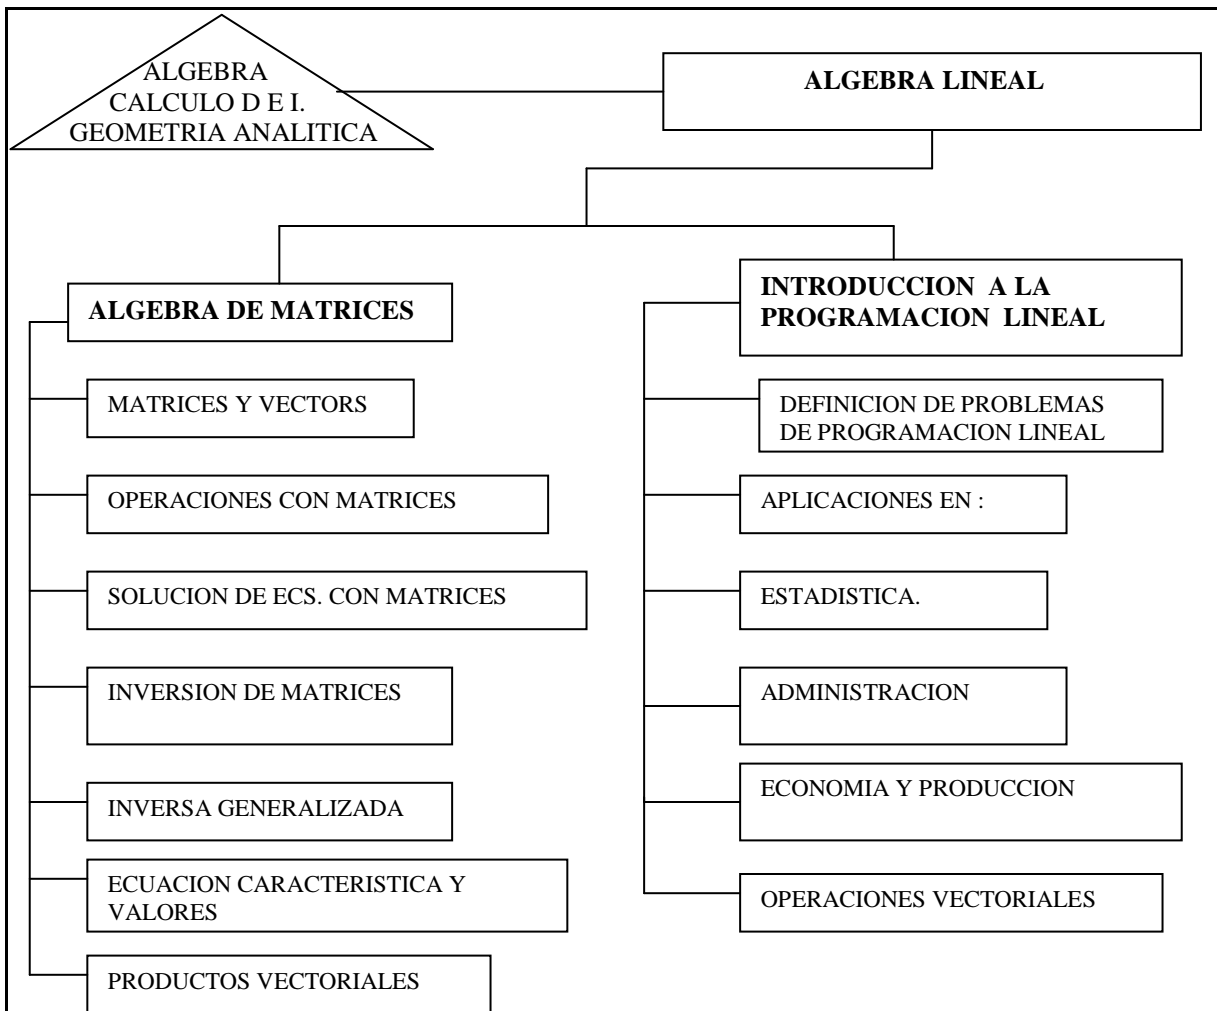 ALGEBRA
CALCULO D E I.
GEOMETRIA ANALITICA
ALGEBRA LINEAL
ALGEBRA DE MATRICES
MATRICES Y VECTORS
OPERACIONES CON MATRICES
SOLUCION DE ECS. CON MATRICES
INVERSION DE MATRICES
INVERSA GENERALIZADA
ECUACION CARACTERISTICA Y
VALORES
PRODUCTOS VECTORIALES
INTRODUCCION A LA
PROGRAMACION LINEAL
DEFINICION DE PROBLEMAS
DE PROGRAMACION LINEAL
APLICACIONES EN :
ESTADISTICA.
ADMINISTRACION
ECONOMIA Y PRODUCCION
OPERACIONES VECTORIALES